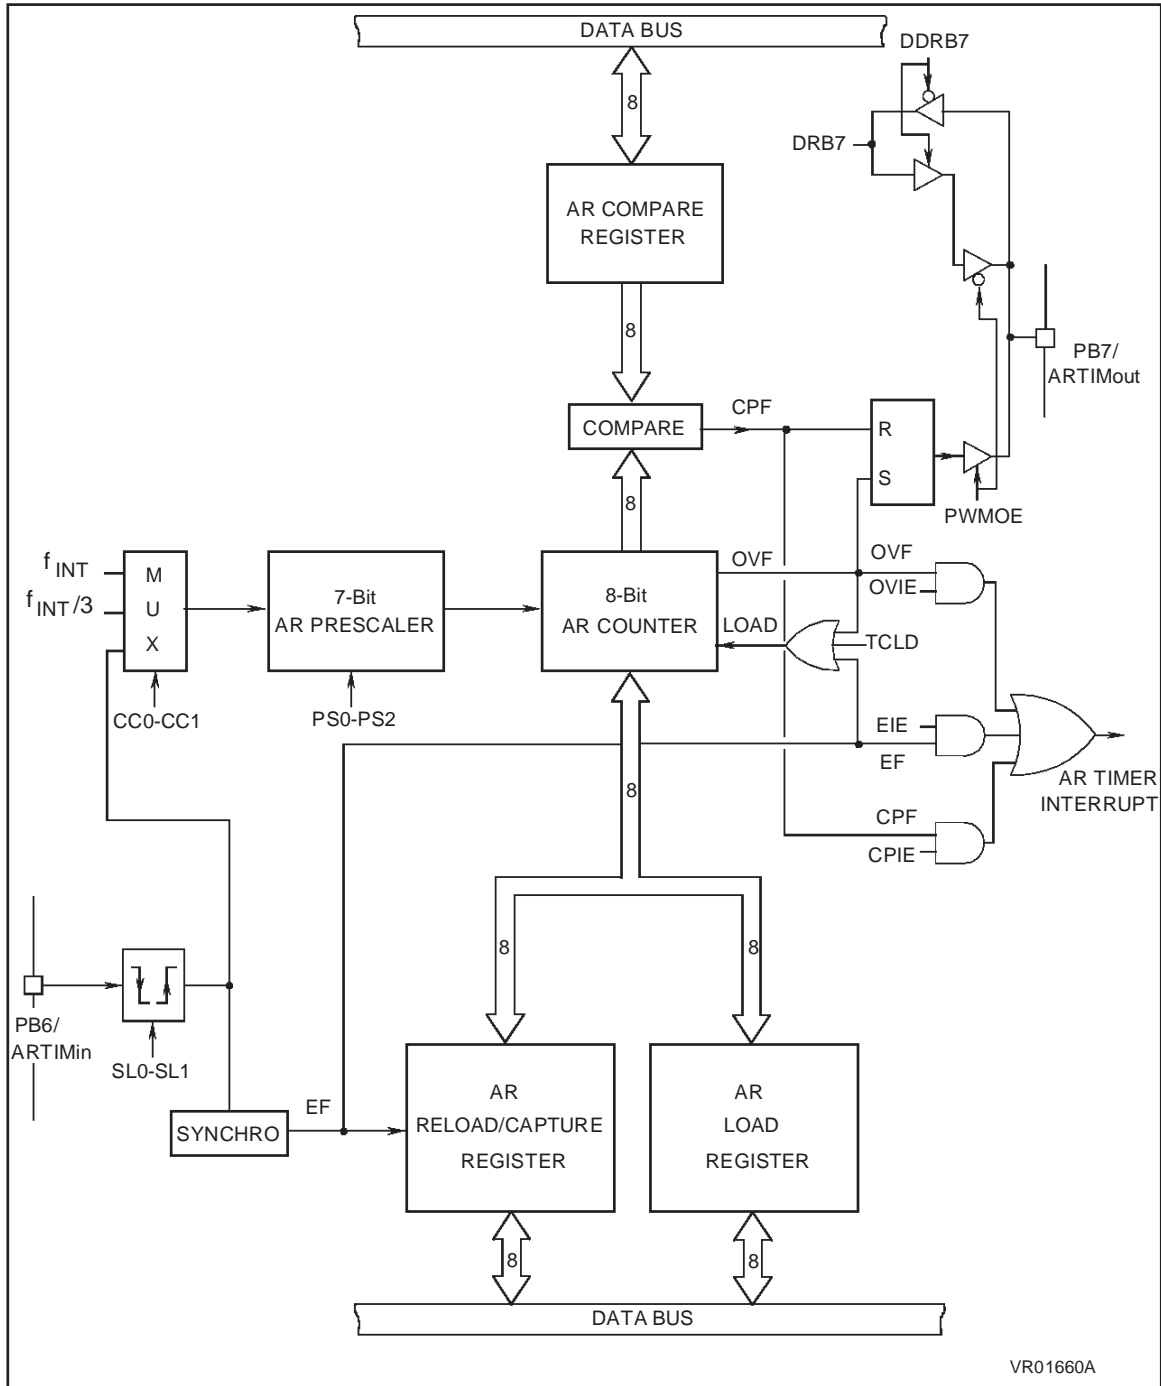 DATA BUS
DDRB7
8
DRB7
AR COMPARE
REGISTER
8
PB7/
ARTIMout
CPF
COMPARE
R
S
8
PWMOE
f INT
f INT /3
M
U
X
7-Bit
AR PRESCALER
8-Bit
AR COUNTER
OVF
OVF
OVIE
LOAD
TCLD
CC0-CC1
PS0-PS2
EIE
EF
AR TIMER
INTERRUPT
8
CPF
CPIE
8
8
PB6/
ARTIMin
SL0-SL1
SYNCHRO
EF
AR
RELOAD/CAPTURE
REGISTER
AR
LOAD
REGISTER
8
8
DATA BUS
VR01660A